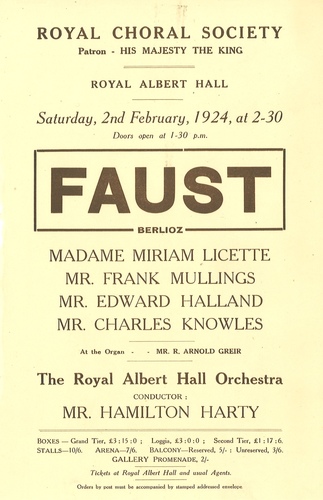 ROYAL CHORAL SOCIETY
Patron - HIS MAJESTY THE KING
ROYAL ALBERT HALL
Saturday, 2nd February, 1924, at 2-30
Doors open at 1-30 p.m.
FAUST
BERLIOZ
MADAME MIRIAM LICETTE
MR. FRANK MULLINGS
MR. EDWARD HALLAND
MR. CHARLES KNOWLES
At the Organ - - MR. R. ARNOLD GREIR
The Royal Albert Hall Orchestra
CONDUCTOR:
MR. HAMILTON HARTY
BOXES — Grand Tier, £3:15:0; Loggia, £3:0:0; Second Tier, £1:17:6.
STALLS—10/6. ARENA—7/6. BALCONY—Reserved, 5/-: Unreserved, 3/6.
GALLERY PROMENADE, 2/-
Tickets at Royal Albert Hall and usual Agents.
Orders by post must be accompanied by stamped addressed envelope